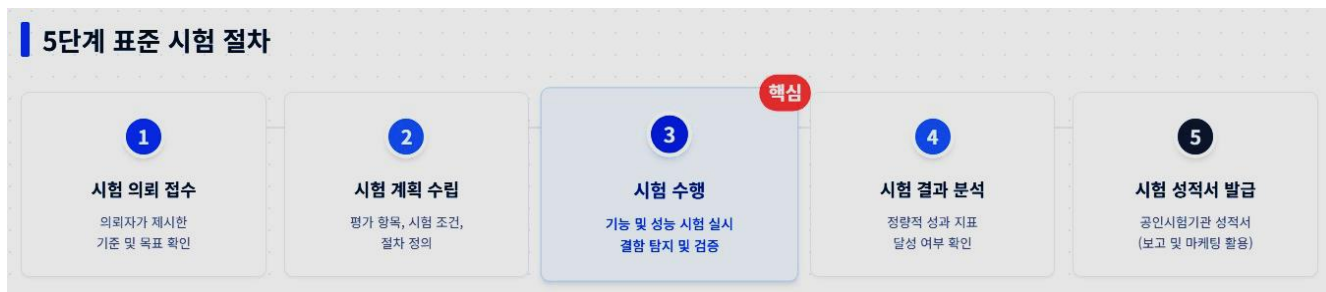 5단계 표준 시험 절차
핵심
1
시험 의뢰 접수
의뢰자가 제시한
기준 및 목표 확인
2
시험 계획 수립
평가 항목, 시험 조건,
절차 정의
3
시험 수행
기능 및 성능 시험 실시
결함 탐지 및 검증
4
시험 결과 분석
정량적 성과 지표
달성 여부 확인
5
시험 성적서 발급
공인시험기관 성적서
(보고 및 마케팅 활용)